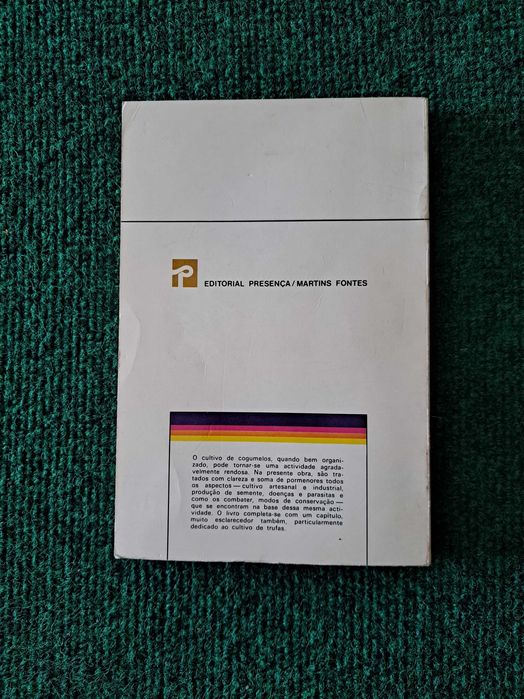 EDITORIAL PRESENÇA/MARTINS FONTES
O cultivo de cogumelos, quando bem organi-
zado, pode tornar-se uma actividade agrada-
velmente rendosa. Na presente obra, são tra-
tados com clareza e soma de pormenores todos
os aspectos — cultivo artesanal e industrial,
produção de semente, doenças e parasitas e
como os combater, modos de conservação —
que se encontram na base dessa mesma acti-
vidade. O livro completa-se com um capítulo,
muito esclarecedor também, particularmente
dedicado ao cultivo de trufas.